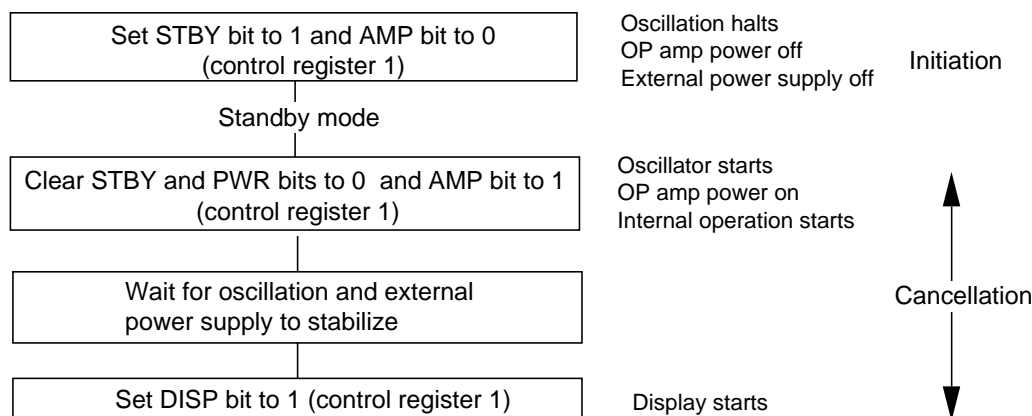 Set STBY bit to 1 and AMP bit to 0
(control register 1)
Oscillation halts
OP amp power off
External power supply off
Initiation
Standby mode
Clear STBY and PWR bits to 0 and AMP bit to 1
(control register 1)
Oscillator starts
OP amp power on
Internal operation starts
Wait for oscillation and external
power supply to stabilize
Cancellation
Set DISP bit to 1 (control register 1)
Display starts